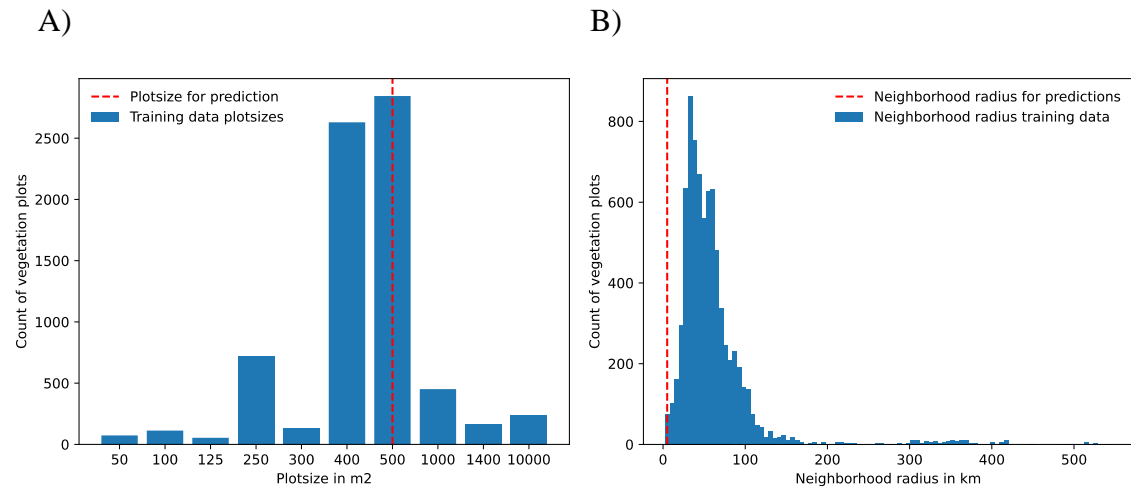 A)
B)
Plotsize for prediction
Training data plotsizes
Count of vegetation plots
2500
2000
1500
1000
500
0
50 100 125 250 300 400 500 1000 1400 10000
Plotsize in m2
Neighborhood radius for predictions
Neighborhood radius training data
Count of vegetation plots
800
600
400
200
0
0 100 200 300 400 500
Neighborhood radius in km